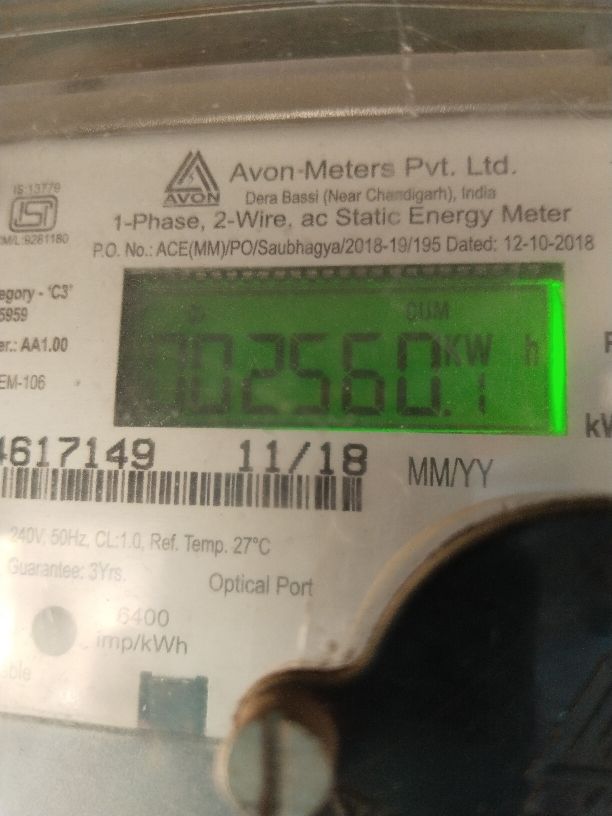 IS:13779
AVON
Avon-Meters Pvt. Ltd.
Dera Bassi (Near Chandigarh), India
1-Phase, 2-Wire, ac Static Energy Meter
P.O. No.: ACE(MM)/PO/Saubhagya/2018-19/195 Dated: 12-10-2018
CM/L:9281180
egory - 'C3'
5959
er.: AA1.00
EM-106
CUM
02560.1 KW h
kW
4617149 11/18 MM/YY
240V, 50Hz, CL:1.0, Ref. Temp. 27°C
Guarantee: 3Yrs.
Optical Port
6400
imp/kWh